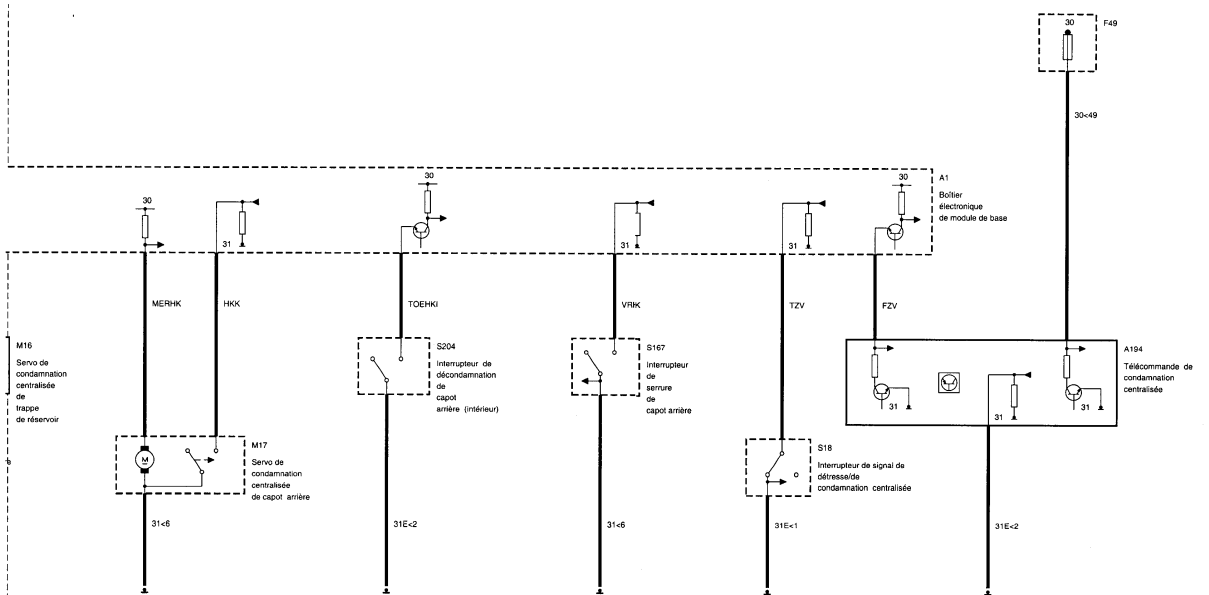 30
F49
30<49
30
30
30
A1
Boîtier
électronique
de module de base
31
31
31
MERHK
HKK
TOEHKI
VRIK
TZV
FZV
M16
Servo de
condamnation
centralisée
de
trappe
de réservoir
S204
Interrupteur de
décondamnation
de
capot
arrière (intérieur)
S167
Interrupteur
de
serrure
de
capot arrière
A194
Télécommande de
condamnation
centralisée
31
31
31
M17
Servo de
condamnation
centralisée
de capot arrière
M
S18
Interrupteur de signal de
détresse/de
condamnation centralisée
31<6
31E<2
31<6
31E<1
31E<2